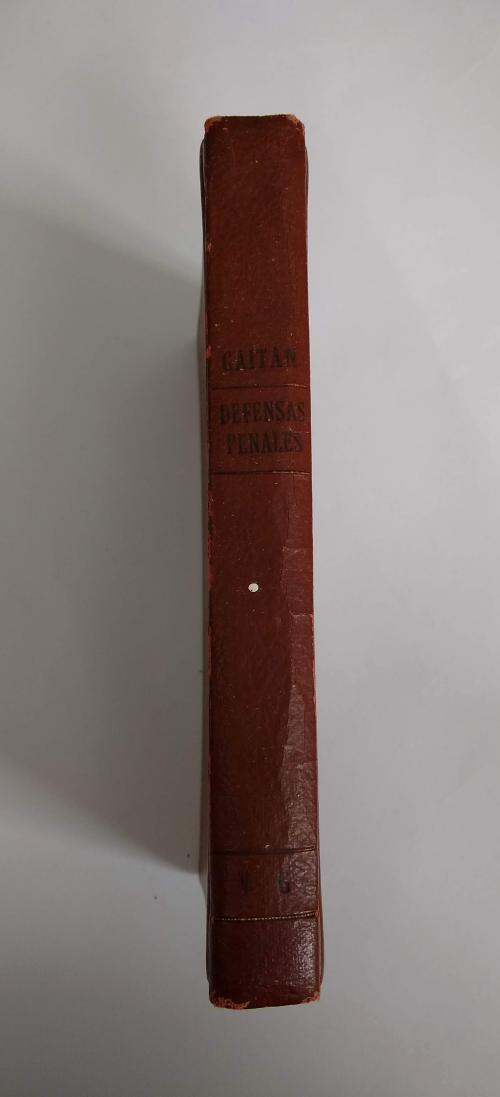 GAITAN
DEFENSAS
PENALES
V G